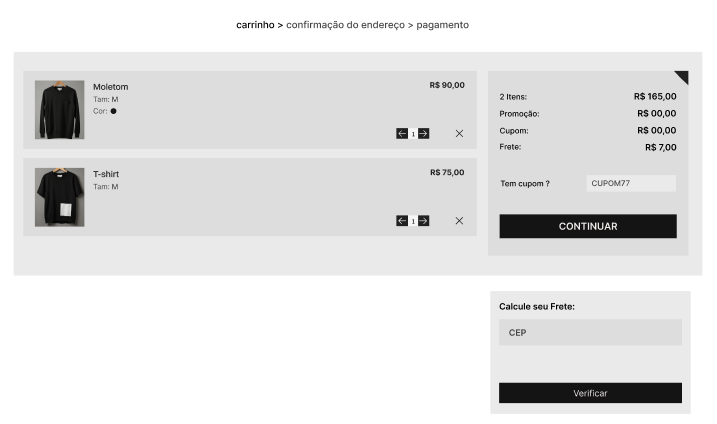 carrinho > confirmação do endereço > pagamento
Moletom
R$ 90,00
Tam: M
Cor:
1
T-shirt
R$ 75,00
Tam: M
1
2 Itens: R$ 165,00
Promoção: R$ 00,00
Cupom: R$ 00,00
Frete: R$ 7,00
Tem cupom ? CUPOM77
CONTINUAR
Calcule seu Frete:
CEP
Verificar